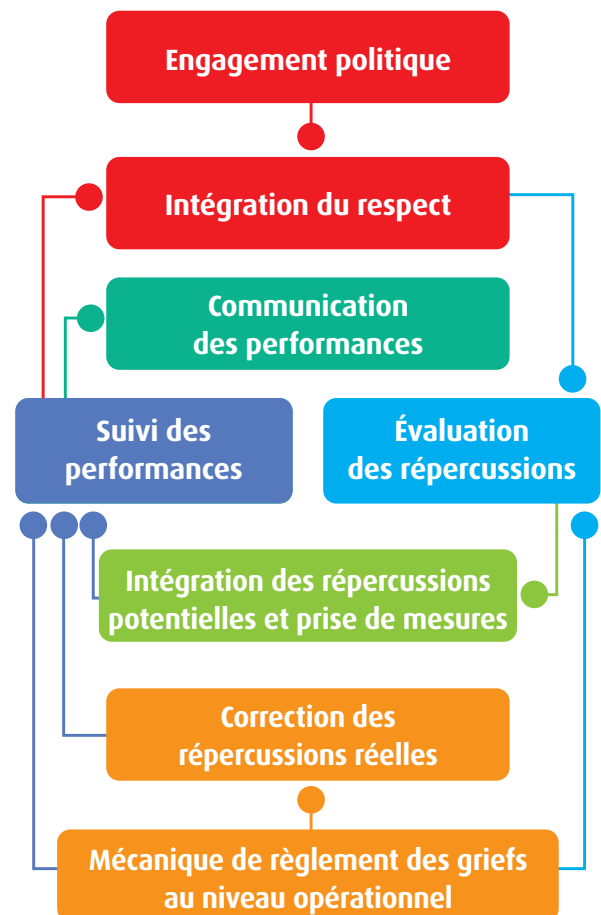 Engagement politique
Intégration du respect
Communication
des performances
Suivi des
performances
Évaluation
des répercussions
Intégration des répercussions
potentielles et prise de mesures
Correction des
répercussions réelles
Mécanique de règlement des griefs
au niveau opérationnel